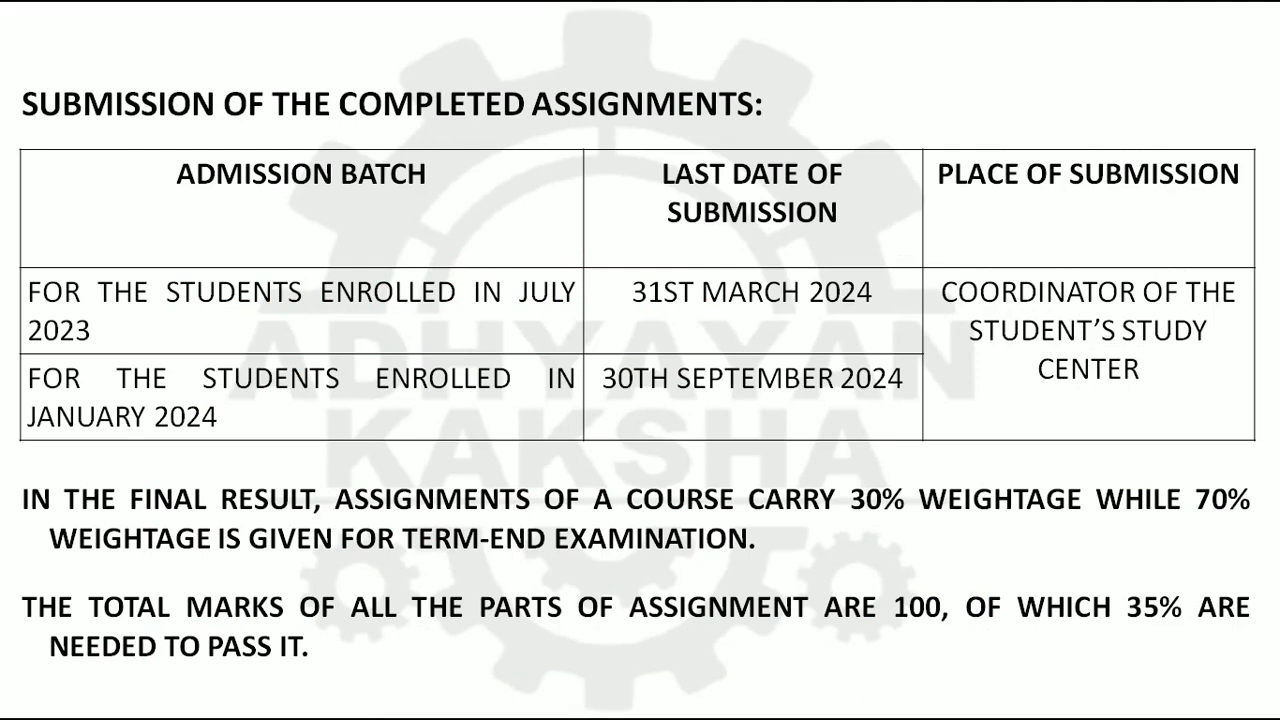 SUBMISSION OF THE COMPLETED ASSIGNMENTS:
ADMISSION BATCH
LAST DATE OF
SUBMISSION
PLACE OF SUBMISSION
FOR THE STUDENTS ENROLLED IN JULY
2023
31ST MARCH 2024
COORDINATOR OF THE
STUDENT’S STUDY
CENTER
FOR THE STUDENTS ENROLLED IN
JANUARY 2024
30TH SEPTEMBER 2024
ADHYAYAN
KAKSHA
IN THE FINAL RESULT, ASSIGNMENTS OF A COURSE CARRY 30% WEIGHTAGE WHILE 70%
WEIGHTAGE IS GIVEN FOR TERM-END EXAMINATION.
THE TOTAL MARKS OF ALL THE PARTS OF ASSIGNMENT ARE 100, OF WHICH 35% ARE
NEEDED TO PASS IT.